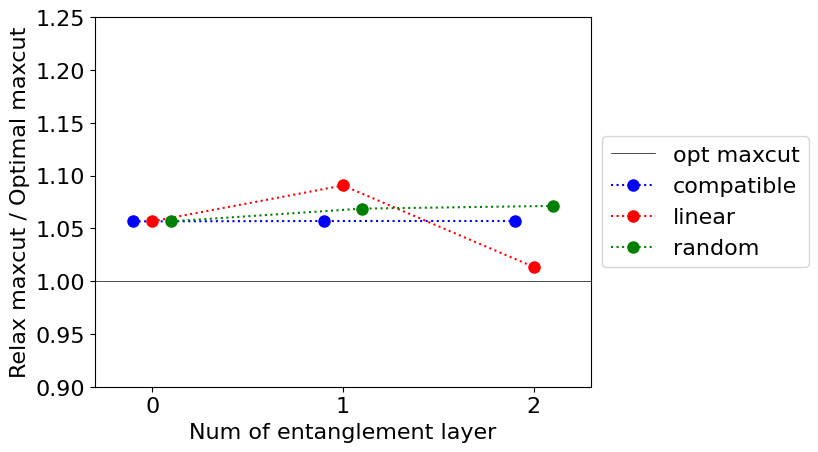 Relax maxcut / Optimal maxcut
1.25
1.20
1.15
1.10
1.05
1.00
0.95
0.90
0
1
2
Num of entanglement layer
opt maxcut
compatible
linear
random